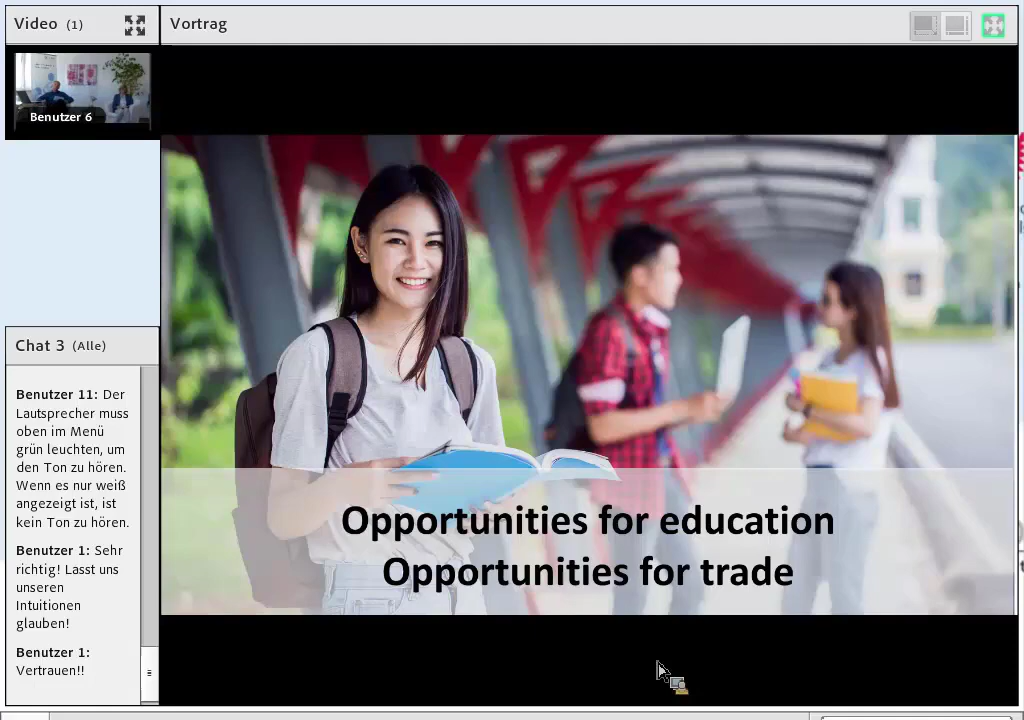 Video (1)
Vortrag
Benutzer 6
Chat 3 (Alle)
Benutzer 11: Der
Lautsprecher muss
oben im Menü
grün leuchten, um
den Ton zu hören.
Wenn es nur weiß
angezeigt ist, ist
kein Ton zu hören.
Benutzer 1: Sehr
richtig! Lasst uns
unseren
Intuitionen
glauben!
Benutzer 1:
Vertrauen!!
Opportunities for education
Opportunities for trade